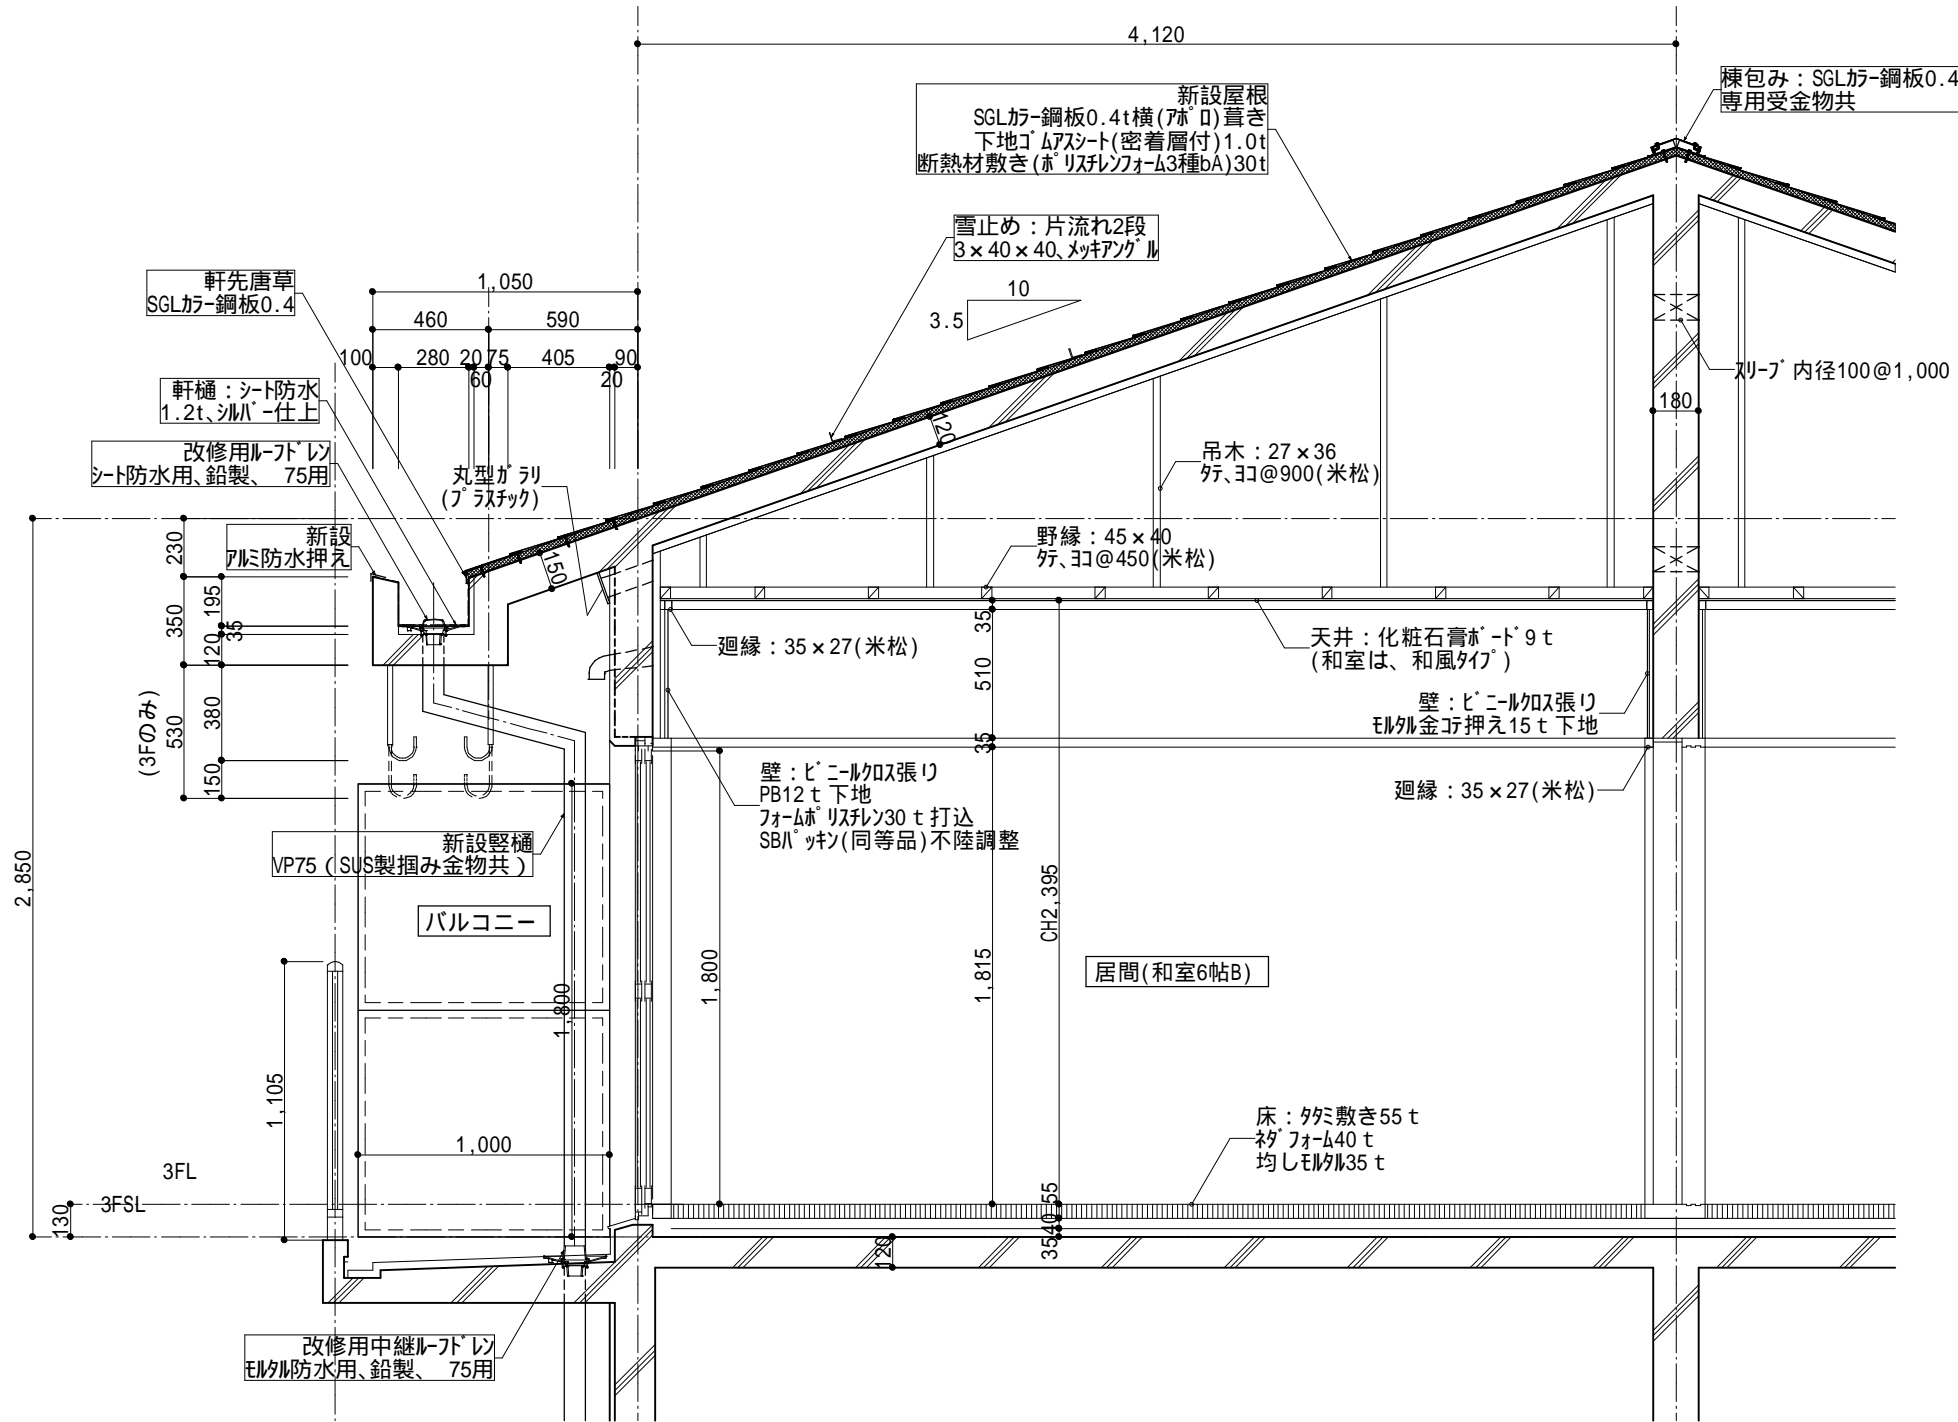 4,120
棟包み：SGLカラー鋼板0.4
専用受金物共
新設屋根
SGLカラー鋼板0.4t横(アポロ)葺き
下地ゴムアスシート(密着層付)1.0t
断熱材敷き(ポリスチレンフォーム3種bA)30t
雪止め：片流れ2段
3×40×40、メッキアングル
10
3.5
軒先唐草
SGLカラー鋼板0.4
1,050
460
590
100
280
20
75
405
90
60
20
軒樋：シート防水
1.2t、シルバー仕上
改修用ルーフドレン
シート防水用、鉛製、　75用
丸型ガラリ
(プラスチック)
新設
アルミ防水押え
スリーブ内径100@1,000
180
120
150
吊木：27×36
タテ、ヨコ@900(米松)
野縁：45×40
タテ、ヨコ@450(米松)
230
350
195
35
120
530
380
150
(3Fのみ)
2,850
廻縁：35×27(米松)
35
510
35
天井：化粧石膏ボード9ｔ
(和室は、和風タイプ)
壁：ビニールクロス張り
モルタル金コテ押え15ｔ下地
廻縁：35×27(米松)
壁：ビニールクロス張り
PB12ｔ下地
フォームポリスチレン30ｔ打込
SBパッキン(同等品)不陸調整
新設竪樋
VP75（SUS製掴み金物共）
バルコニー
1,800
1,800
1,815
CH2,395
居間(和室6帖B)
1,105
1,000
床：タタミ敷き55ｔ
ネダフォーム40ｔ
均しモルタル35ｔ
3FL
3FSL
130
55
40
35
120
改修用中継ルーフドレン
モルタル防水用、鉛製、　75用